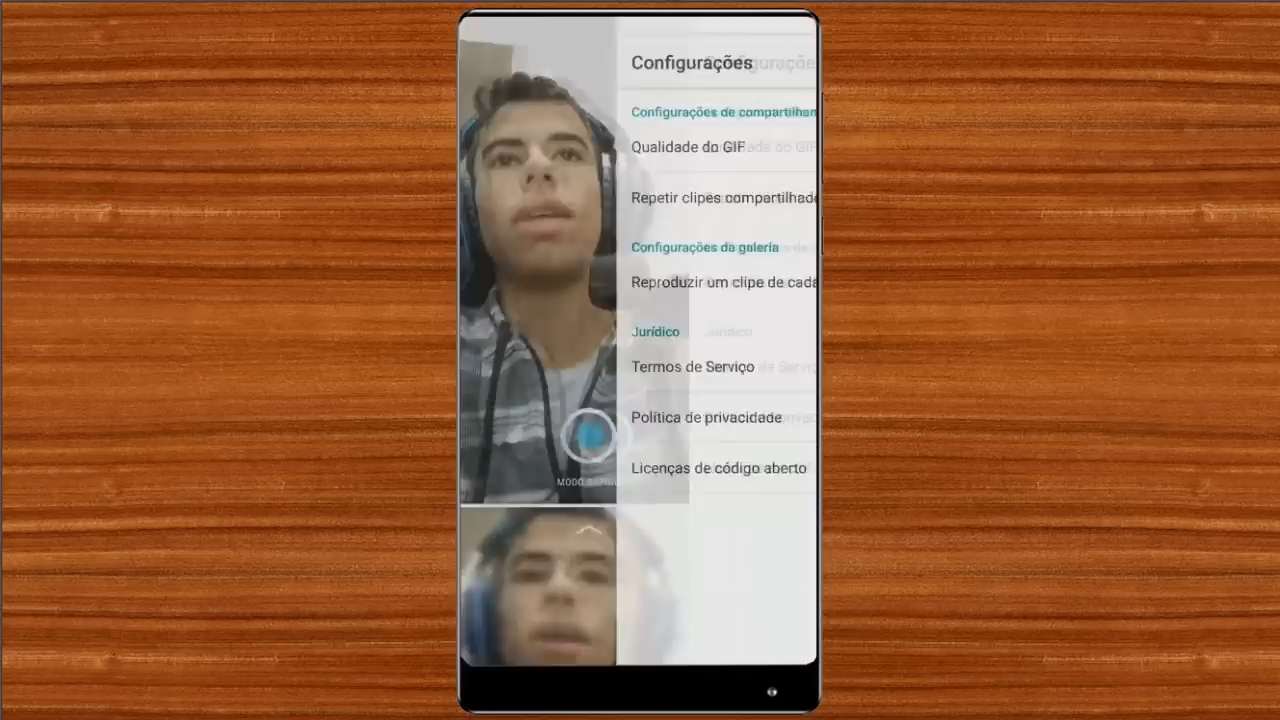 Configurações
Configurações de compartilham
Qualidade do GIF
Repetir clipes compartilhado
Configurações da galeria
Reproduzir um clipe de cada
Jurídico
Termos de Serviço
Política de privacidade
Licenças de código aberto
MODO